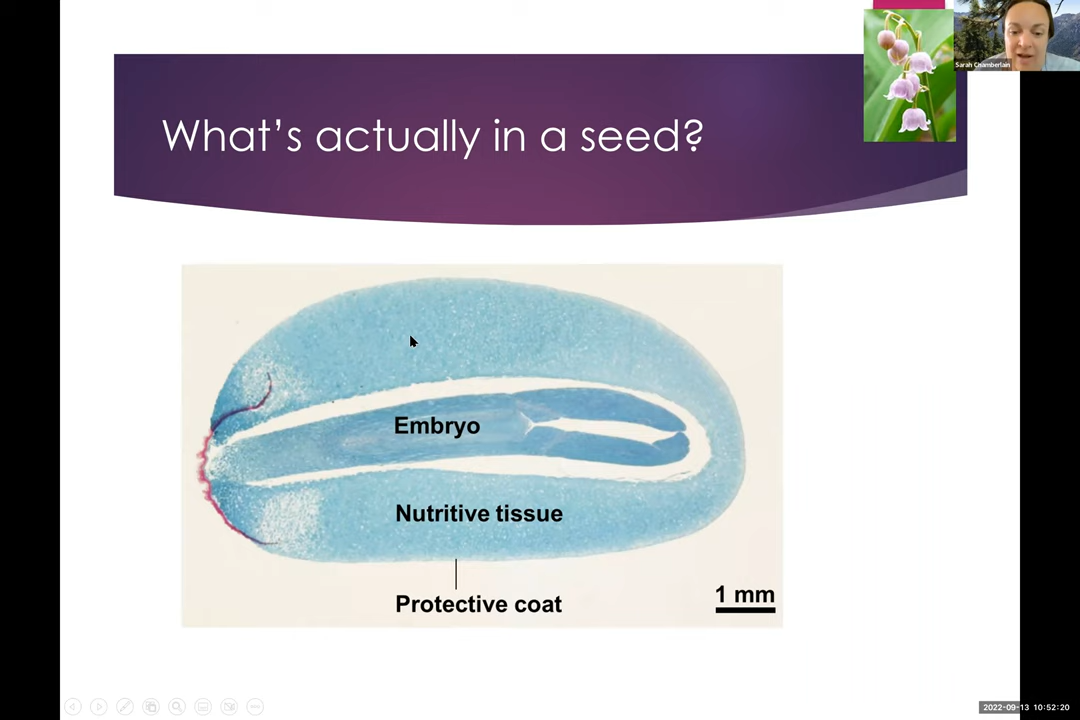 What's actually in a seed?
Sarah Chamberlain
Embryo
Nutritive tissue
Protective coat
1 mm
2022-09-13 10:52:20